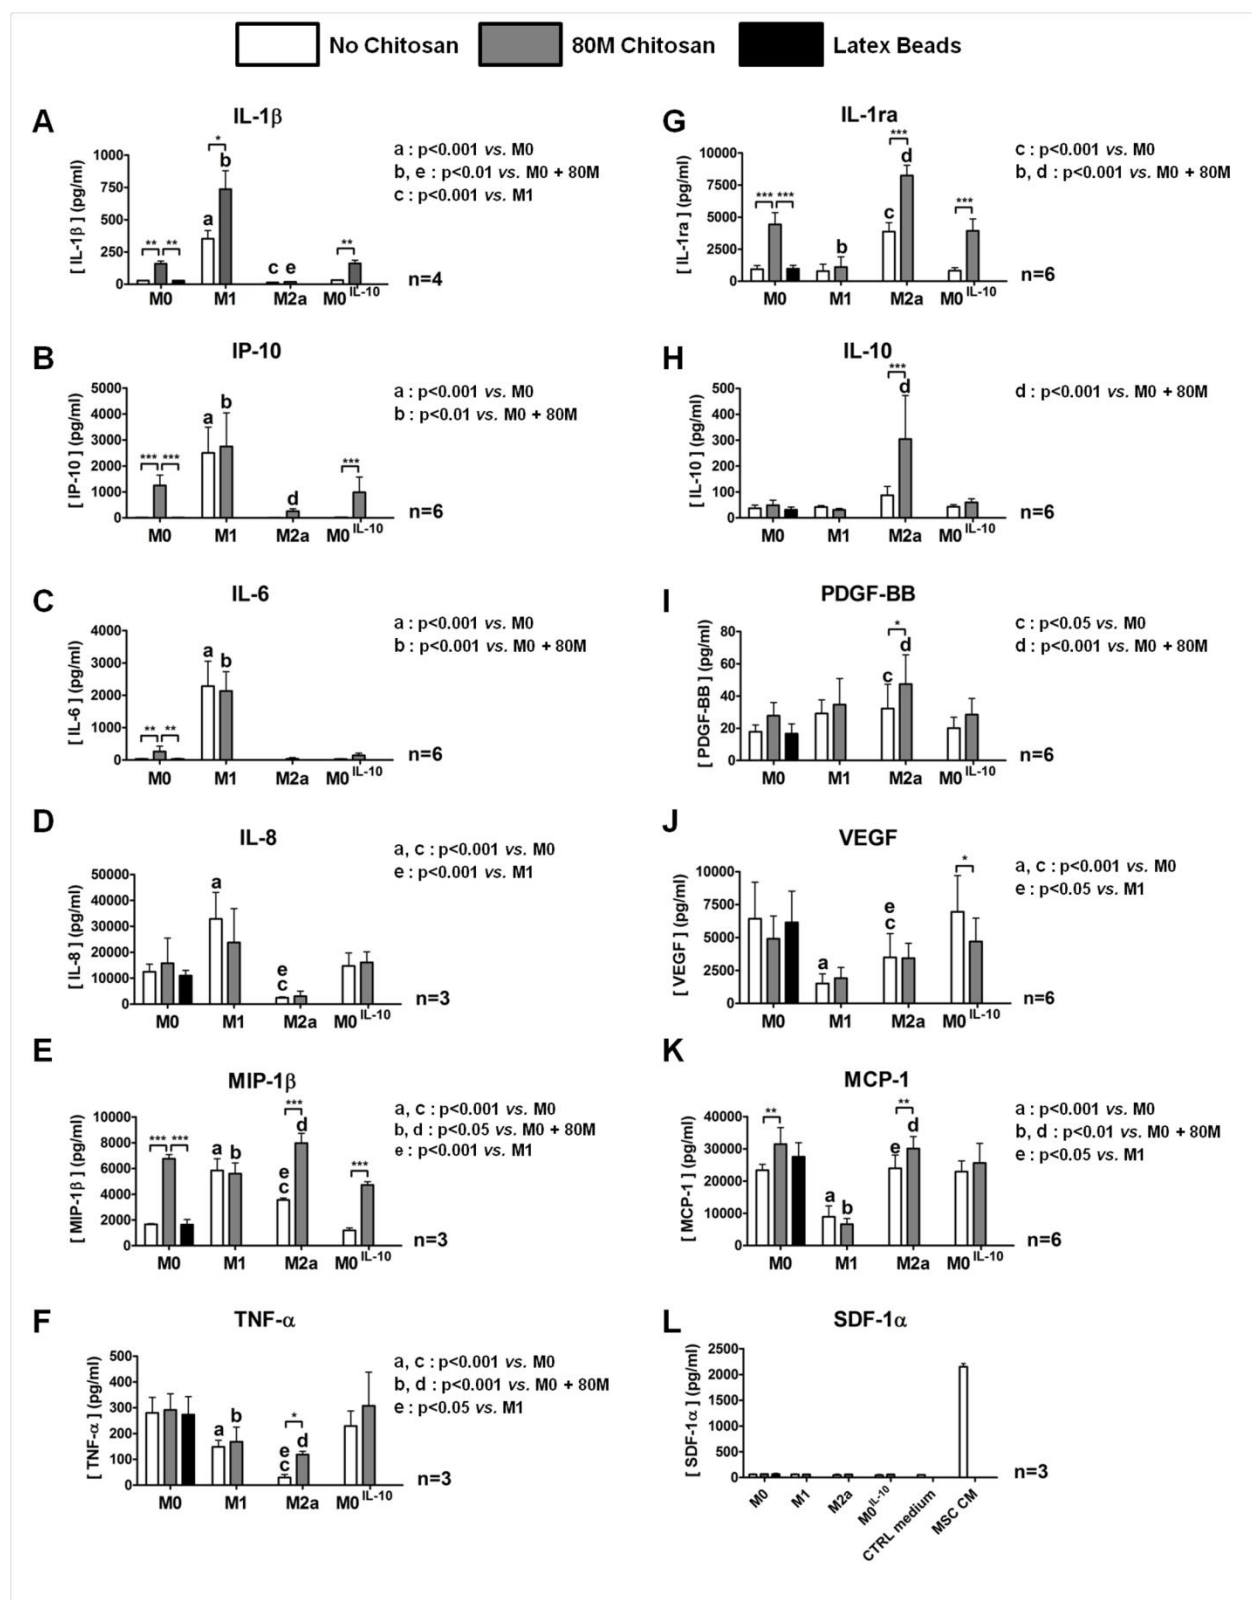 No Chitosan 80M Chitosan Latex Beads
A
IL-1β
[ IL-1β ] (pg/ml)
1000
750
500
250
0
** ** * **
a b c e
M0 M1 M2a M0 IL-10
a : p<0.001 vs. M0
b, e : p<0.01 vs. M0 + 80M
c : p<0.001 vs. M1
n=4
B
IP-10
[ IP-10 ] (pg/ml)
5000
4000
3000
2000
1000
0
*** *** ***
a b d
M0 M1 M2a M0 IL-10
a : p<0.001 vs. M0
b : p<0.01 vs. M0 + 80M
n=6
C
IL-6
[ IL-6 ] (pg/ml)
4000
3000
2000
1000
0
** **
a b
M0 M1 M2a M0 IL-10
a : p<0.001 vs. M0
b : p<0.001 vs. M0 + 80M
n=6
D
IL-8
[ IL-8 ] (pg/ml)
50000
40000
30000
20000
10000
0
a
e
c
M0 M1 M2a M0 IL-10
a, c : p<0.001 vs. M0
e : p<0.001 vs. M1
n=3
E
MIP-1β
[MIP-1β] (pg/ml)
10000
8000
6000
4000
2000
0
*** *** *** ***
a b d
e
c
M0 M1 M2a M0 IL-10
a, c : p<0.001 vs. M0
b, d : p<0.05 vs. M0 + 80M
e : p<0.001 vs. M1
n=3
F
TNF-α
[ TNF-α ] (pg/ml)
500
400
300
200
100
0
*
a b d
e
c
M0 M1 M2a M0 IL-10
a, c : p<0.001 vs. M0
b, d : p<0.001 vs. M0 + 80M
e : p<0.05 vs. M1
n=3
G
IL-1ra
[ IL-1ra ] (pg/ml)
10000
7500
5000
2500
0
*** *** *** ***
b c d
M0 M1 M2a M0 IL-10
c : p<0.001 vs. M0
b, d : p<0.001 vs. M0 + 80M
n=6
H
IL-10
[ IL-10 ] (pg/ml)
500
400
300
200
100
0
***
d
M0 M1 M2a M0 IL-10
d : p<0.001 vs. M0 + 80M
n=6
I
PDGF-BB
[ PDGF-BB ] (pg/ml)
80
60
40
20
0
*
c d
M0 M1 M2a M0 IL-10
c : p<0.05 vs. M0
d : p<0.001 vs. M0 + 80M
n=6
J
VEGF
[ VEGF ] (pg/ml)
10000
7500
5000
2500
0
*
a
e
c
M0 M1 M2a M0 IL-10
a, c : p<0.001 vs. M0
e : p<0.05 vs. M1
n=6
K
MCP-1
[ MCP-1 ] (pg/ml)
40000
30000
20000
10000
0
** **
a b e d
M0 M1 M2a M0 IL-10
a : p<0.001 vs. M0
b, d : p<0.01 vs. M0 + 80M
e : p<0.05 vs. M1
n=6
L
SDF-1α
[ SDF-1α ] (pg/ml)
2500
2000
1500
1000
500
0
M0 M1 M2a M0 IL-10 CTRL medium MSC CM
n=3